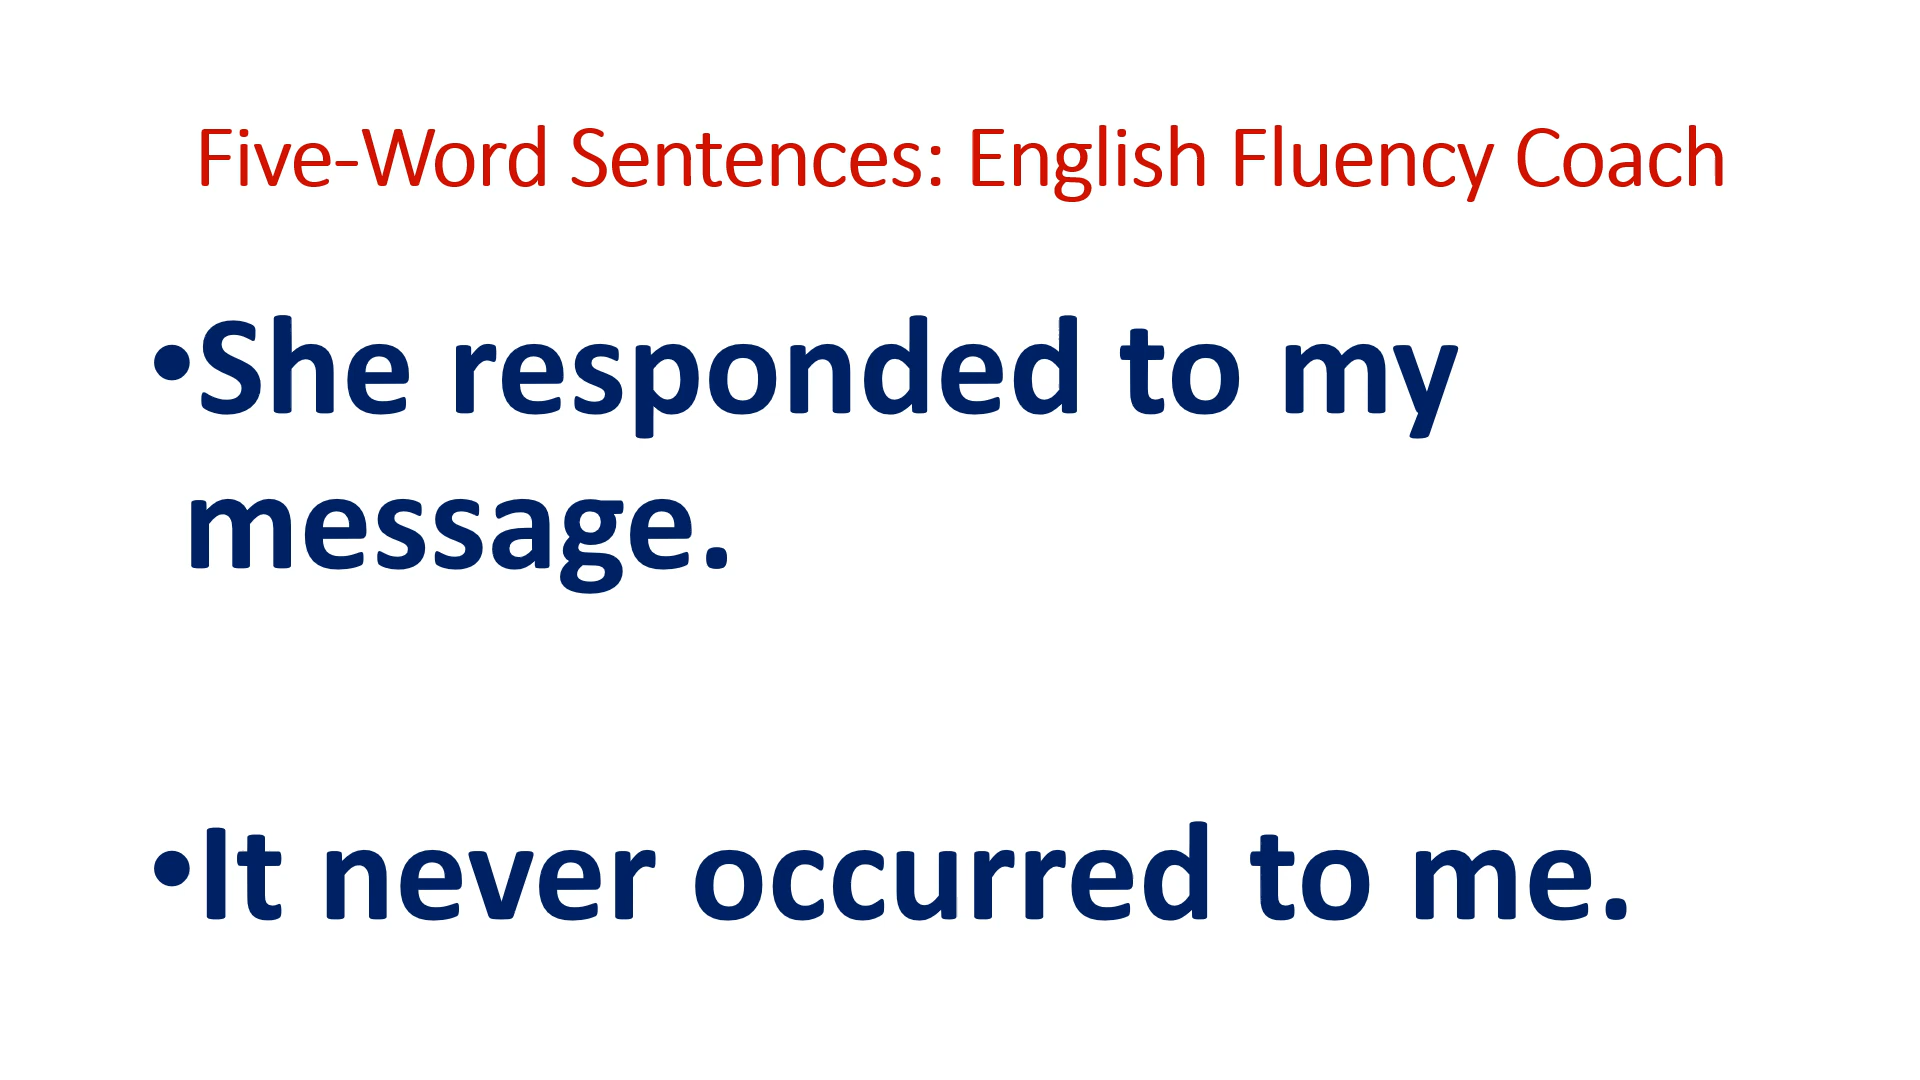 Five-Word Sentences: English Fluency Coach
•She responded to my
message.
•It never occurred to me.